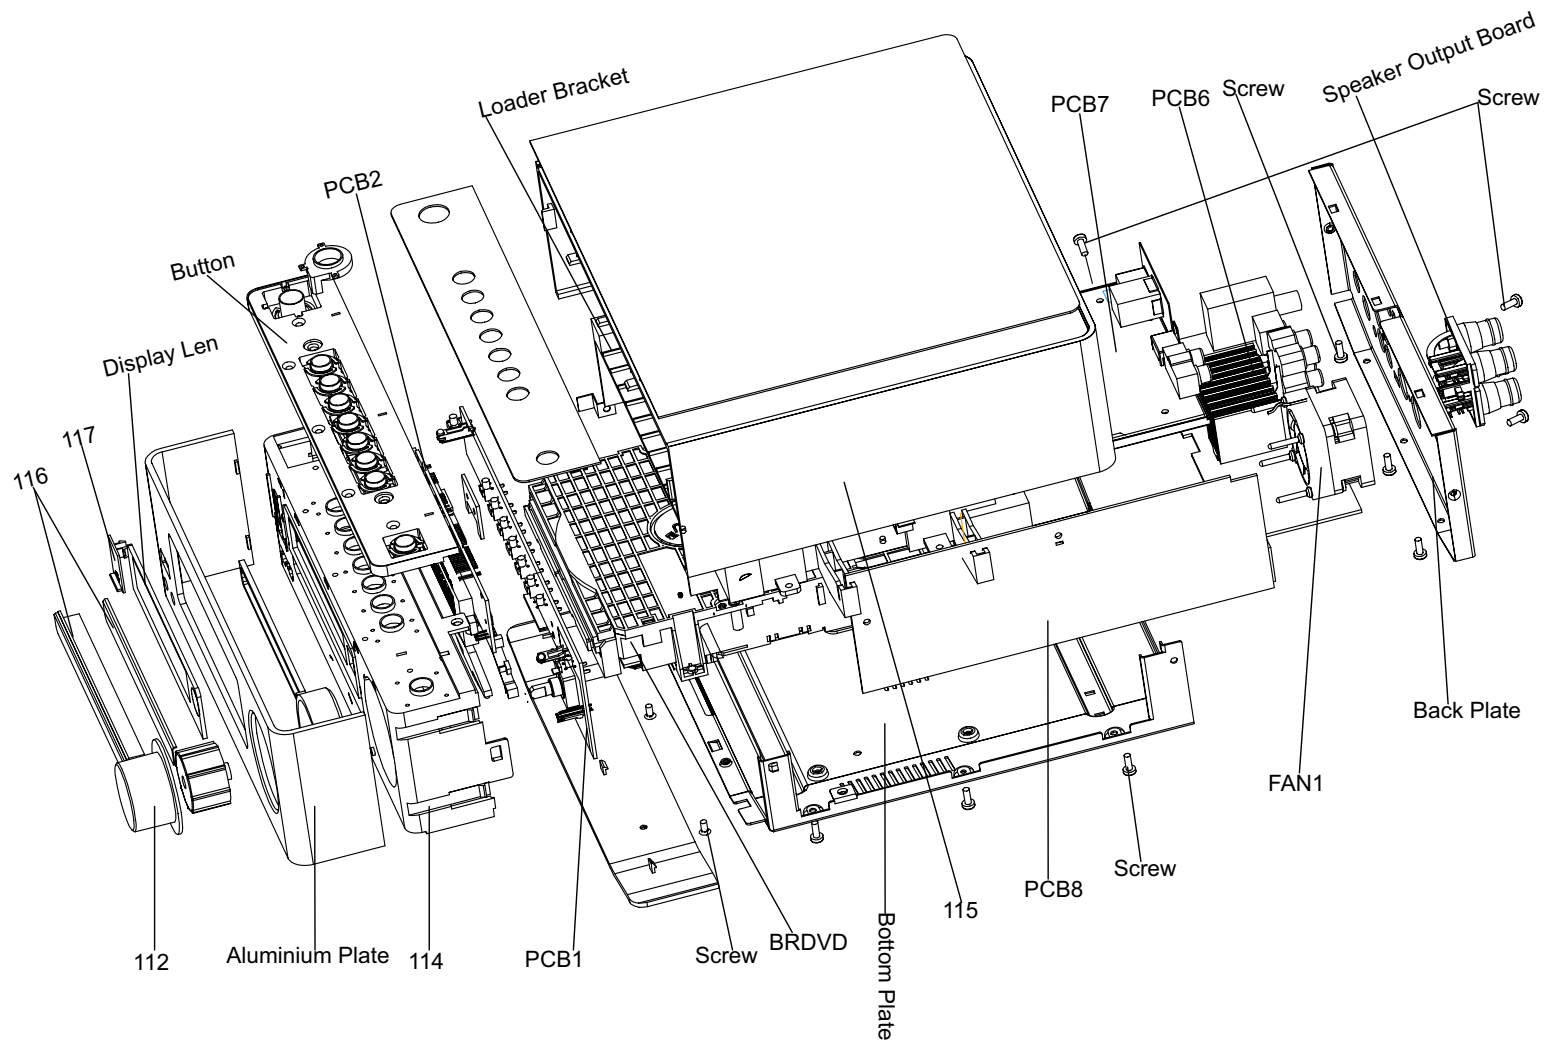 Speaker Output Board
Loader Bracket
PCB7
PCB6
Screw
Screw
PCB2
Button
Display Len
117
116
Back Plate
FAN1
Screw
PCB8
115
Bottom Plate
BRDVD
Screw
PCB1
114
Aluminium Plate
112